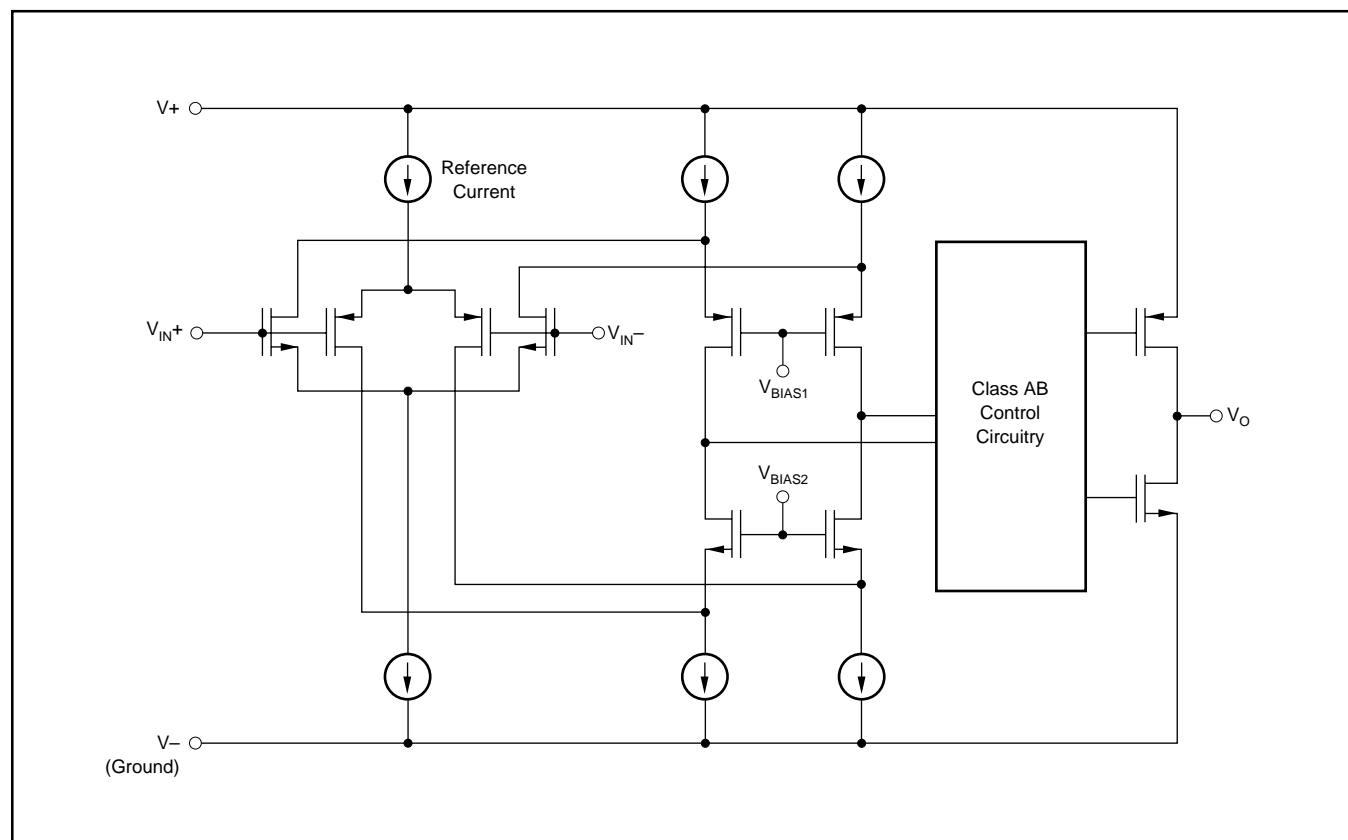 V+
Reference
Current
V_IN+
V_IN–
V_BIAS1
Class AB
Control
Circuitry
V_O
V_BIAS2
V–
(Ground)